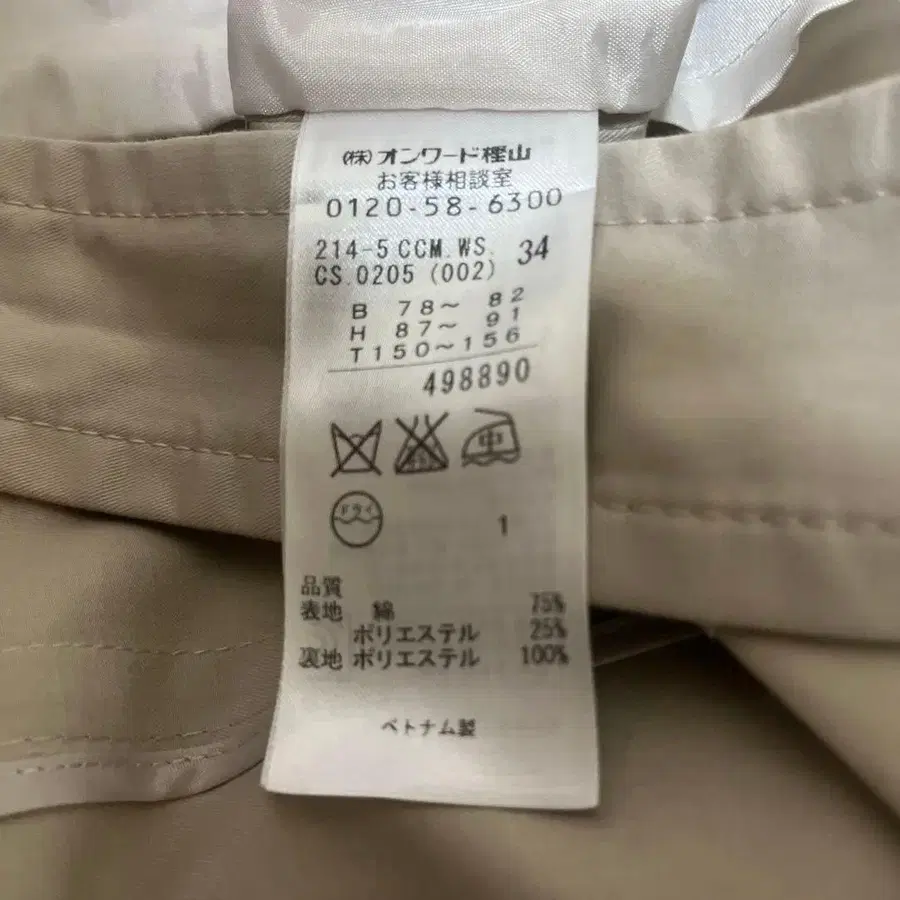 (株)オンワード樫山
お客様相談室
0120-58-6300
214-5 CCM.WS. 34
CS.0205 (002)
B 78～ 82
H 87～ 91
T150～156
498890
中
ドライ
1
品質
表地 綿 75%
ポリエステル 25%
裏地 ポリエステル 100%
ベトナム製